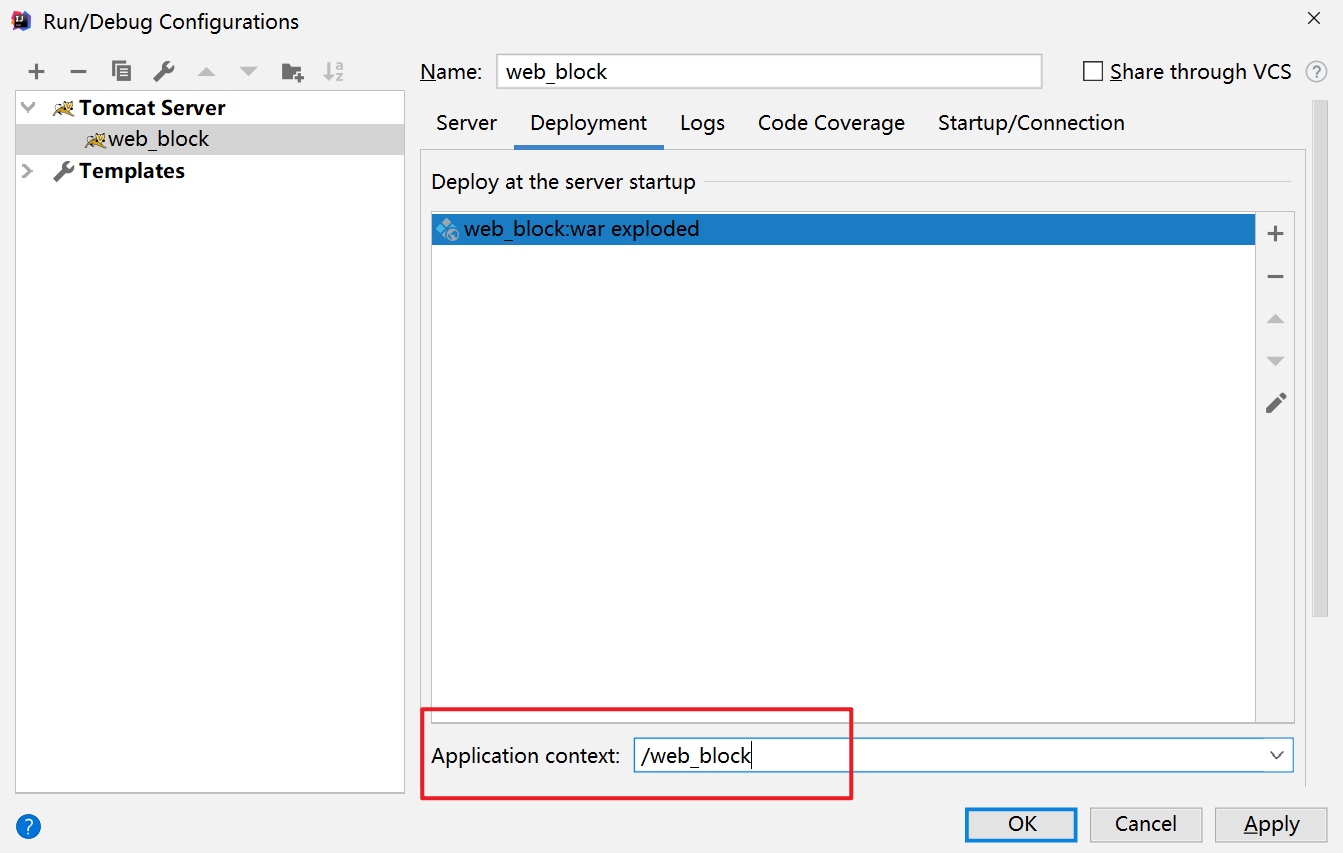 Run/Debug Configurations
Name: web_block
Share through VCS ?
Tomcat Server
web_block
Templates
Server Deployment Logs Code Coverage Startup/Connection
Deploy at the server startup
web_block:war exploded
Application context: /web_block
? OK Cancel Apply